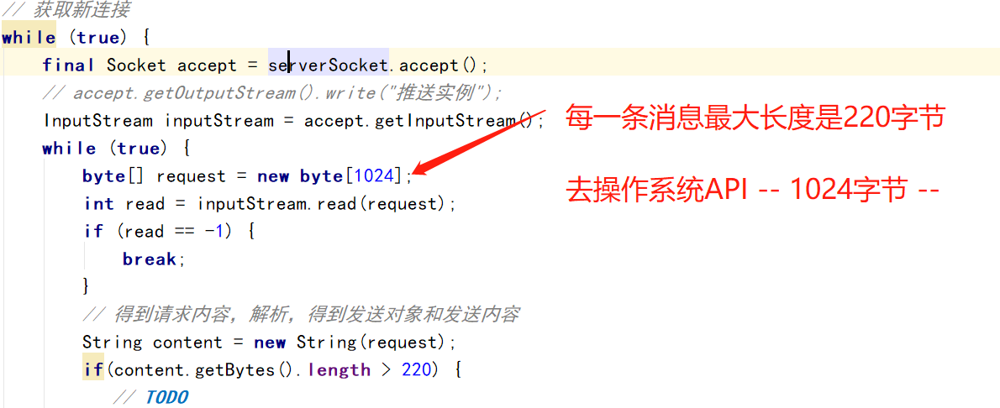 // 获取新连接
while (true) {
final Socket accept = serverSocket.accept();
// accept.getOutputStream().write("推送实例");
InputStream inputStream = accept.getInputStream();
每一条消息最大长度是220字节
while (true) {
byte[] request = new byte[1024];
去操作系统API -- 1024字节 --
int read = inputStream.read(request);
if (read == -1) {
break;
}
// 得到请求内容，解析，得到发送对象和发送内容
String content = new String(request);
if(content.getBytes().length > 220) {
// TODO